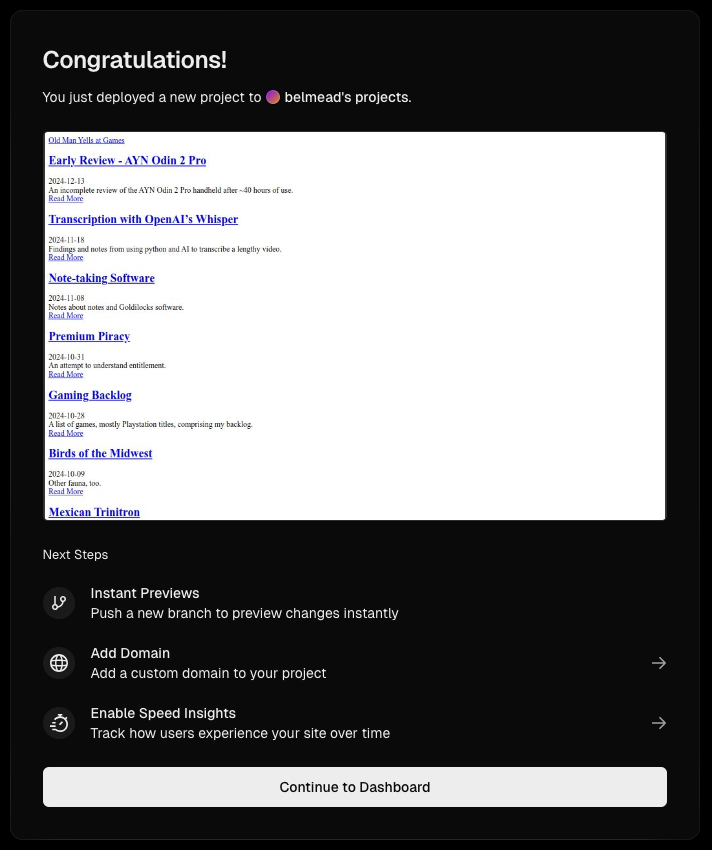 Congratulations!
You just deployed a new project to belmead's projects.
Old Man Yells at Games
Early Review - AYN Odin 2 Pro
2024-12-13
An incomplete review of the AYN Odin 2 Pro handheld after ~40 hours of use.
Read More
Transcription with OpenAI's Whisper
2024-11-18
Findings and notes from using python and AI to transcribe a lengthy video.
Read More
Note-taking Software
2024-11-08
Notes about notes and Goldilocks software.
Read More
Premium Piracy
2024-10-31
An attempt to understand entitlement.
Read More
Gaming Backlog
2024-10-28
A list of games, mostly Playstation titles, comprising my backlog.
Read More
Birds of the Midwest
2024-10-09
Other fauna, too.
Read More
Mexican Trinitron
Next Steps
Instant Previews
Push a new branch to preview changes instantly
Add Domain
Add a custom domain to your project
Enable Speed Insights
Track how users experience your site over time
Continue to Dashboard